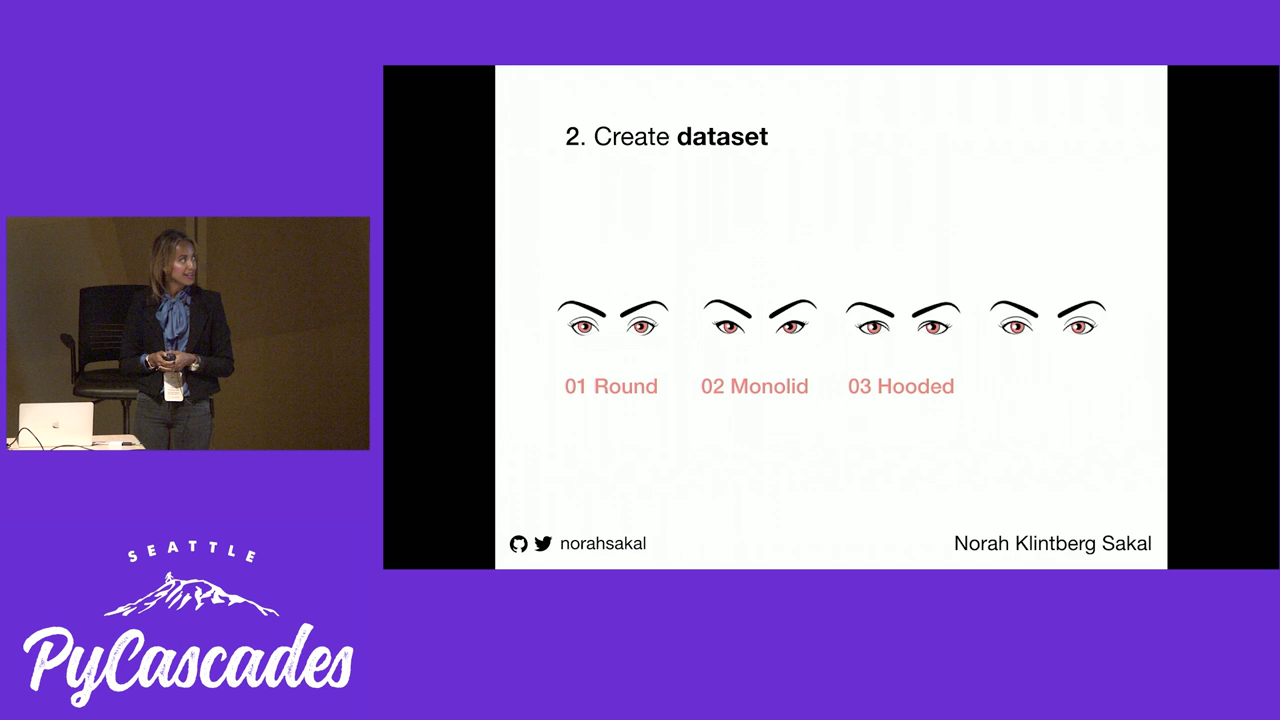 2. Create dataset
01 Round
02 Monolid
03 Hooded
norahsakal
Norah Klintberg Sakal
SEATTLE
PyCascades